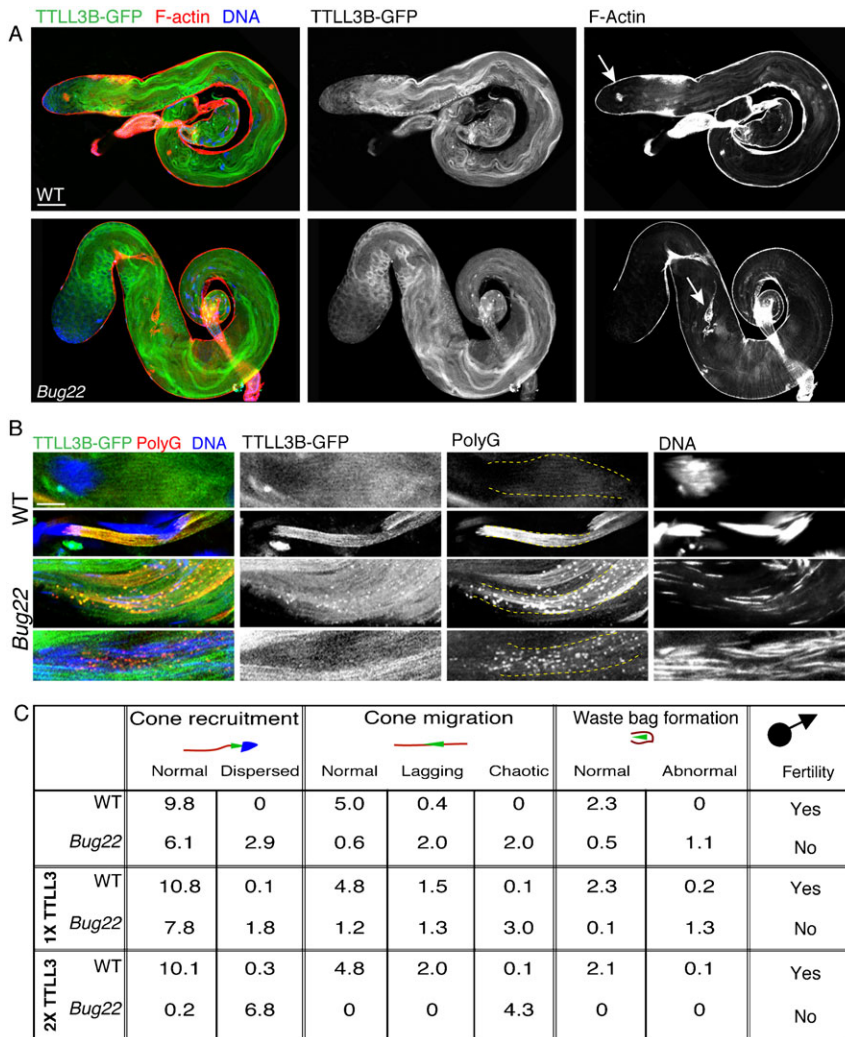 TTLL3B-GFP F-actin DNA TTLL3B-GFP F-Actin
A
WT
Bug22
B
TTLL3B-GFP PolyG DNA TTLL3B-GFP PolyG DNA
WT
Bug22
C
Cone recruitment Cone migration Waste bag formation
Normal Dispersed Normal Lagging Chaotic Normal Abnormal Fertility
WT 9.8 0 5.0 0.4 0 2.3 0 Yes
Bug22 6.1 2.9 0.6 2.0 2.0 0.5 1.1 No
1X TTLL3
WT 10.8 0.1 4.8 1.5 0.1 2.3 0.2 Yes
Bug22 7.8 1.8 1.2 1.3 3.0 0.1 1.3 No
2X TTLL3
WT 10.1 0.3 4.8 2.0 0.1 2.1 0.1 Yes
Bug22 0.2 6.8 0 0 4.3 0 0 No